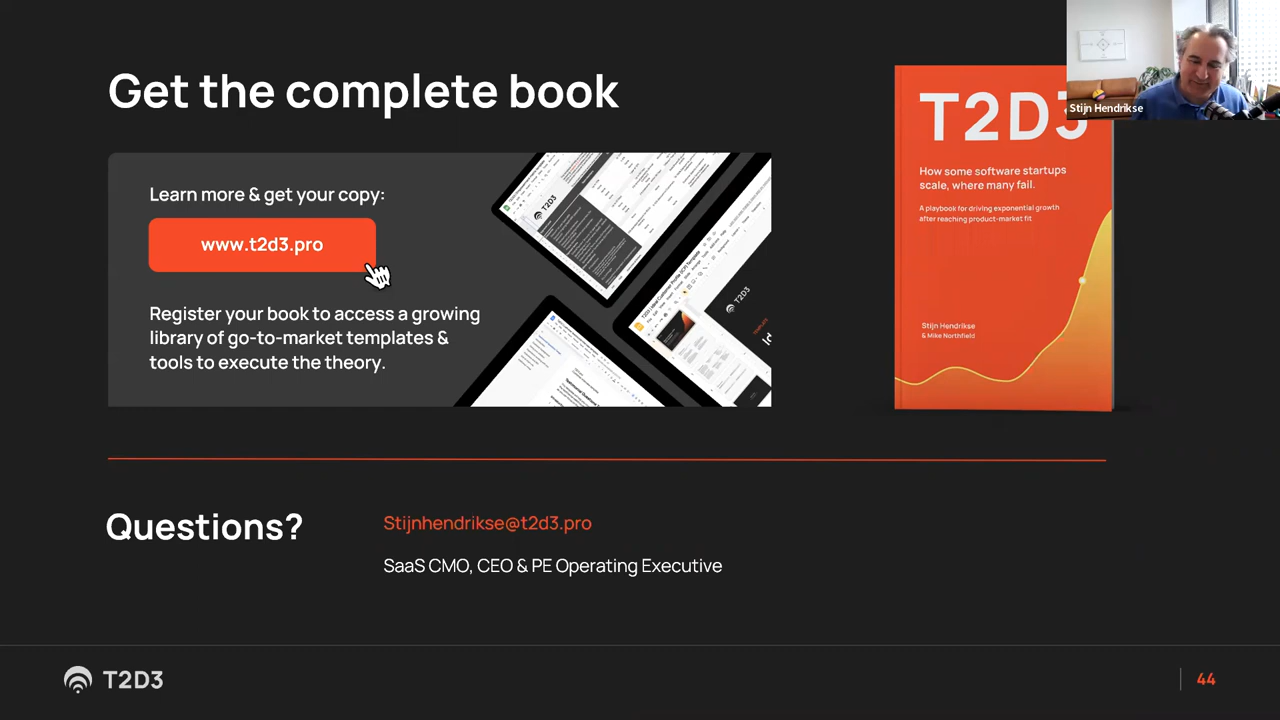 Get the complete book
Learn more & get your copy:
www.t2d3.pro
Register your book to access a growing
library of go-to-market templates &
tools to execute the theory.
T2D3
T2D3
T2D3
How some software startups
scale, where many fail.
A playbook for driving exponential growth
after reaching product-market fit
Stijn Hendrikse
& Mike Northfield
Stijn Hendrikse
Questions?
Stijnhendrikse@t2d3.pro
SaaS CMO, CEO & PE Operating Executive
T2D3
44